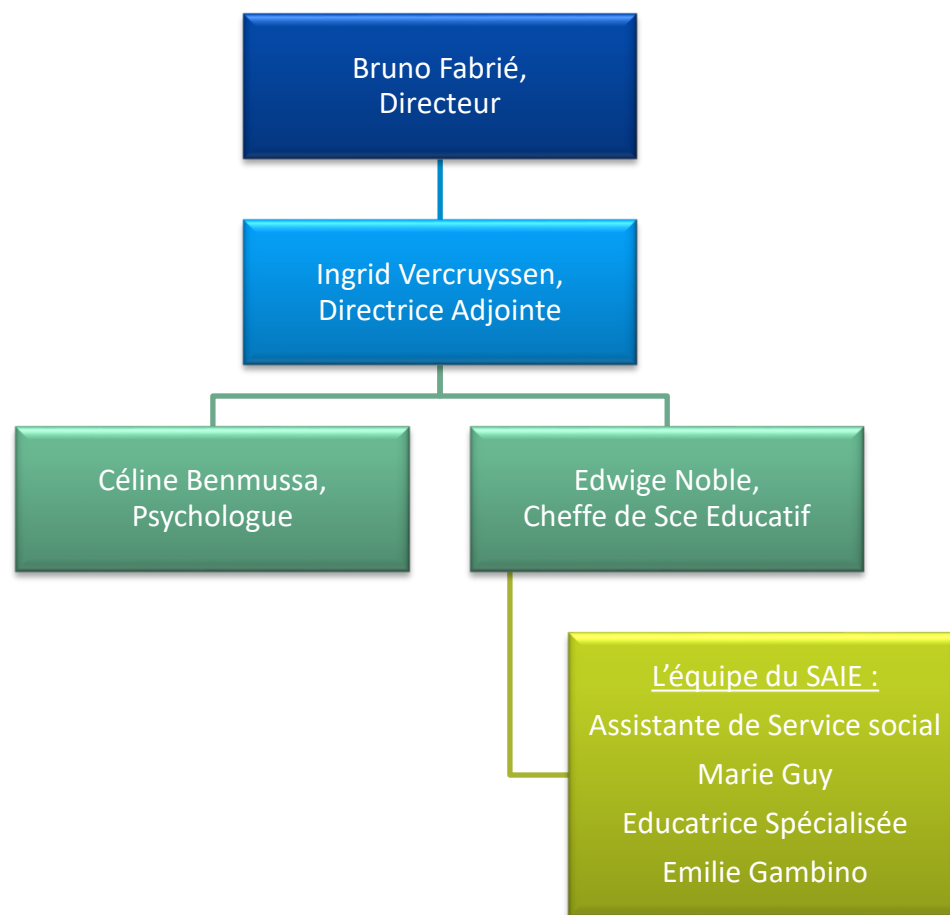 Bruno Fabrié,
Directeur
Ingrid Vercruyssen,
Directrice Adjointe
Céline Benmussa,
Psychologue
Edwige Noble,
Cheffe de Sce Educatif
L’équipe du SAIE :
Assistante de Service social
Marie Guy
Educatrice Spécialisée
Emilie Gambino